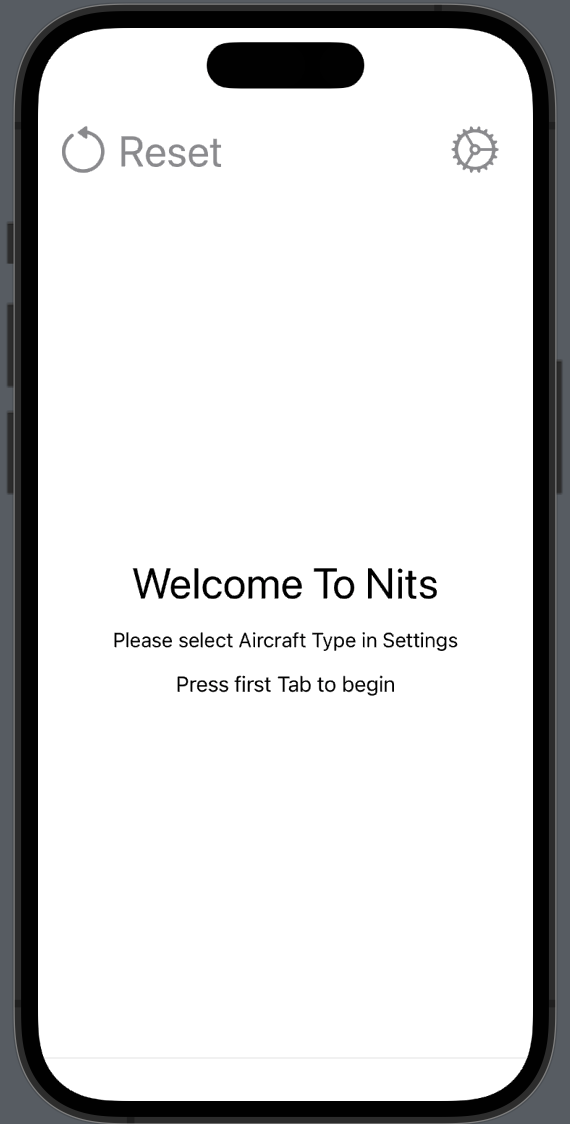 Reset
Welcome To Nits
Please select Aircraft Type in Settings
Press first Tab to begin